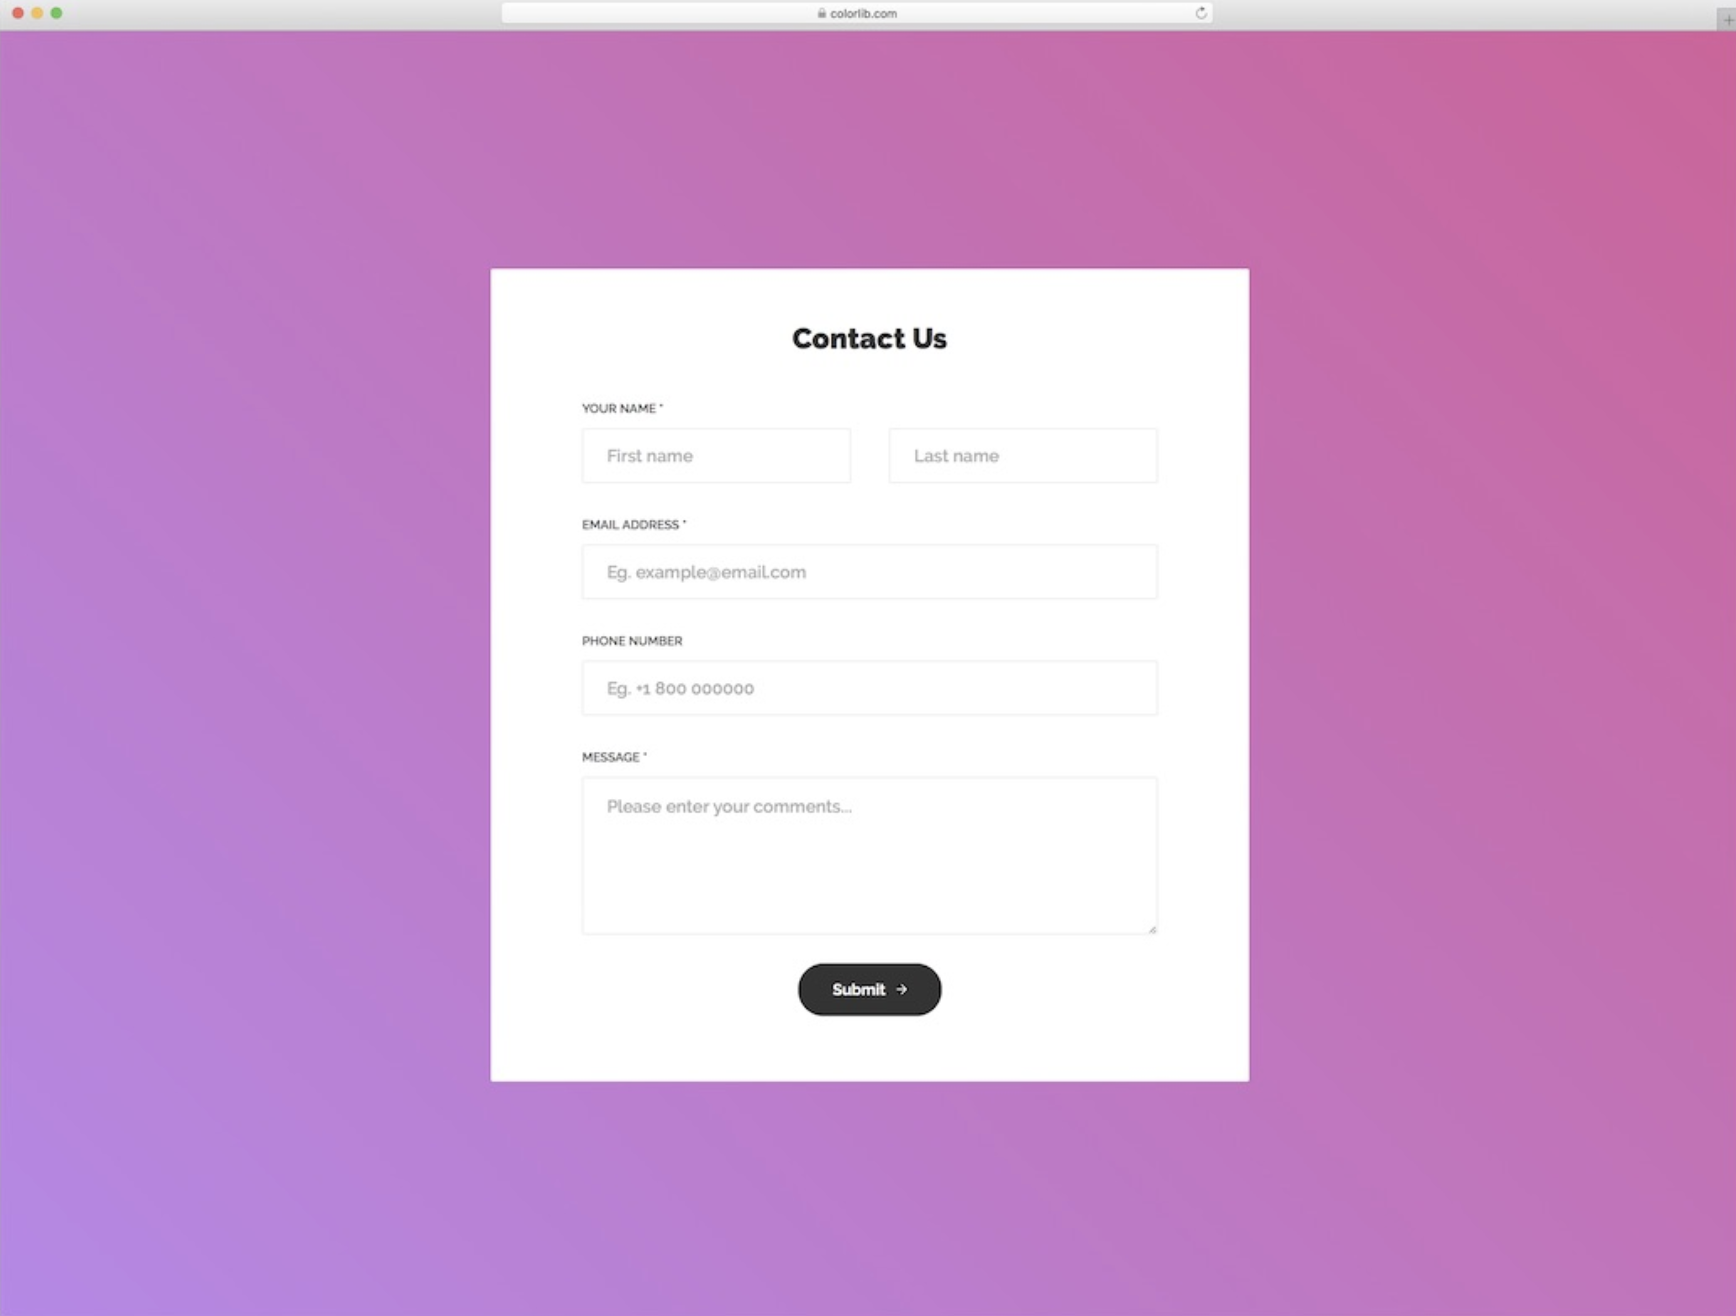 colorlib.com
Contact Us
YOUR NAME *
First name Last name
EMAIL ADDRESS *
Eg. example@email.com
PHONE NUMBER
Eg. +1 800 000000
MESSAGE *
Please enter your comments...
Submit →